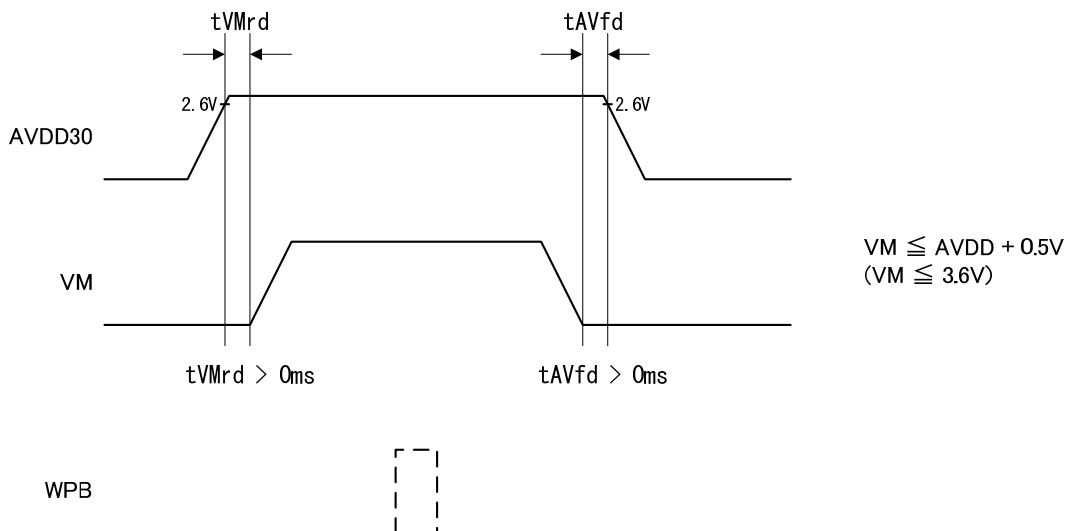 tVMrd
tAVfd
2.6V
2.6V
AVDD30
VM ≦ AVDD + 0.5V
(VM ≦ 3.6V)
VM
tVMrd > 0ms
tAVfd > 0ms
WPB